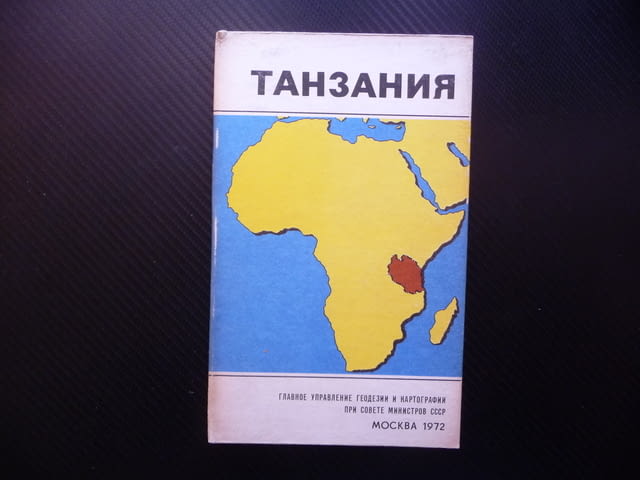 ТАНЗАНИЯ
ГЛАВНОЕ УПРАВЛЕНИЕ ГЕОДЕЗИИ И КАРТОГРАФИИ
ПРИ СОВЕТЕ МИНИСТРОВ СССР
МОСКВА 1972